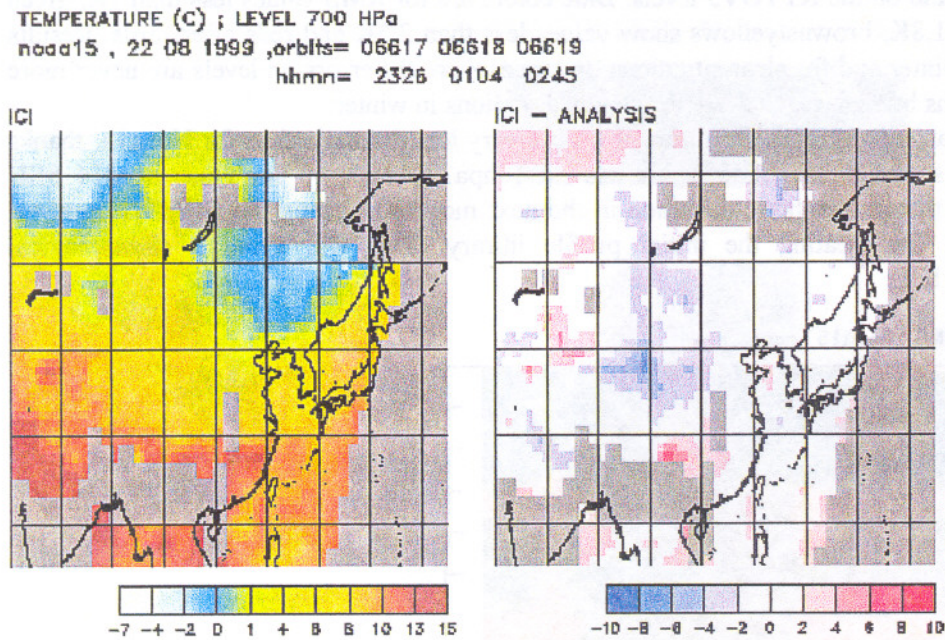 TEMPERATURE (C) ; LEVEL 700 HPa
noaa15 , 22 08 1999 ,orbits= 06617 06618 06619
hhmn= 2326 0104 0245
ICI
ICI - ANALYSIS
-7 -4 -2 0 1 4 6 8 10 13 15
-10 -8 -6 -4 -2 0 2 4 6 8 10